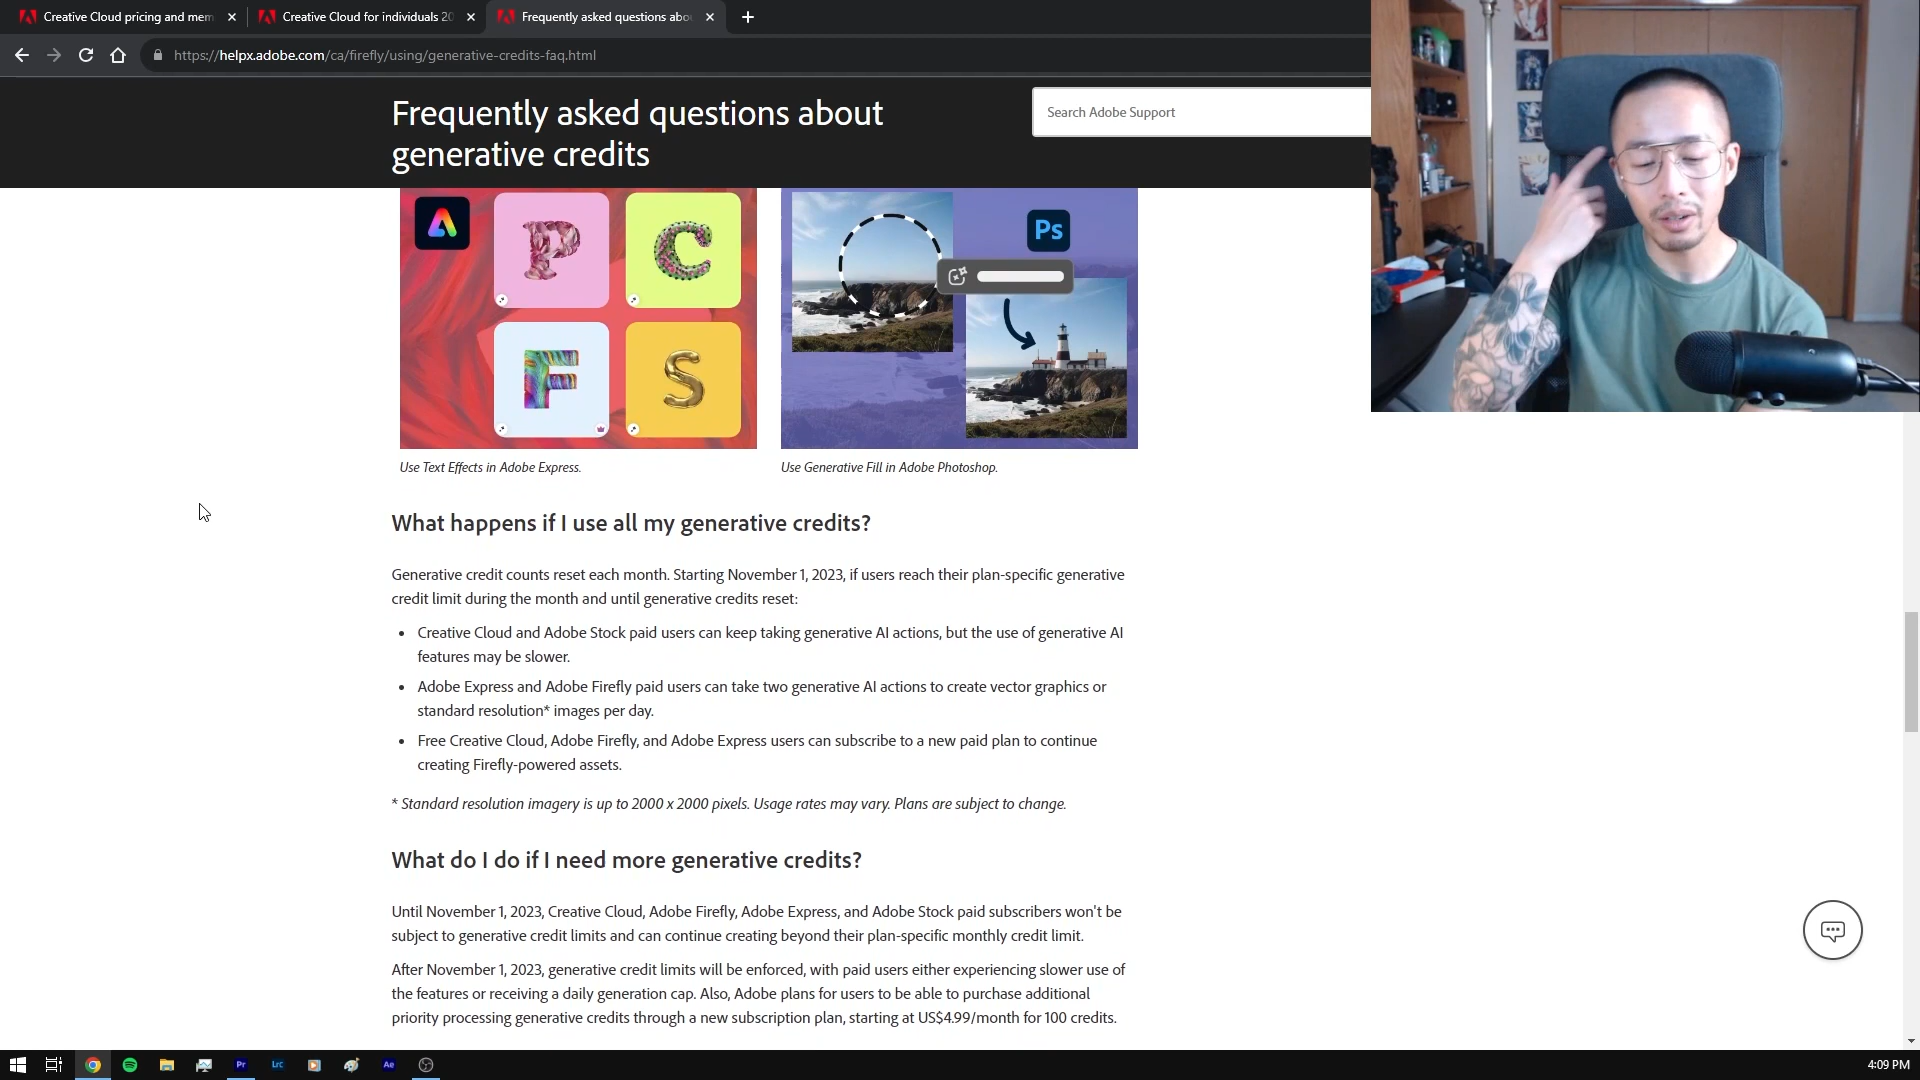 Creative Cloud pricing and mem
Creative Cloud for individuals 20
Frequently asked questions abo
https://helpx.adobe.com/ca/firefly/using/generative-credits-faq.html
Frequently asked questions about
generative credits
Search Adobe Support
P
C
F
S
Ps
Use Text Effects in Adobe Express.
Use Generative Fill in Adobe Photoshop.
What happens if I use all my generative credits?
Generative credit counts reset each month. Starting November 1, 2023, if users reach their plan-specific generative
credit limit during the month and until generative credits reset:
• Creative Cloud and Adobe Stock paid users can keep taking generative AI actions, but the use of generative AI
features may be slower.
• Adobe Express and Adobe Firefly paid users can take two generative AI actions to create vector graphics or
standard resolution* images per day.
• Free Creative Cloud, Adobe Firefly, and Adobe Express users can subscribe to a new paid plan to continue
creating Firefly-powered assets.
* Standard resolution imagery is up to 2000 x 2000 pixels. Usage rates may vary. Plans are subject to change.
What do I do if I need more generative credits?
Until November 1, 2023, Creative Cloud, Adobe Firefly, Adobe Express, and Adobe Stock paid subscribers won't be
subject to generative credit limits and can continue creating beyond their plan-specific monthly credit limit.
After November 1, 2023, generative credit limits will be enforced, with paid users either experiencing slower use of
the features or receiving a daily generation cap. Also, Adobe plans for users to be able to purchase additional
priority processing generative credits through a new subscription plan, starting at US$4.99/month for 100 credits.
Pr
Lrc
Ae
4:09 PM